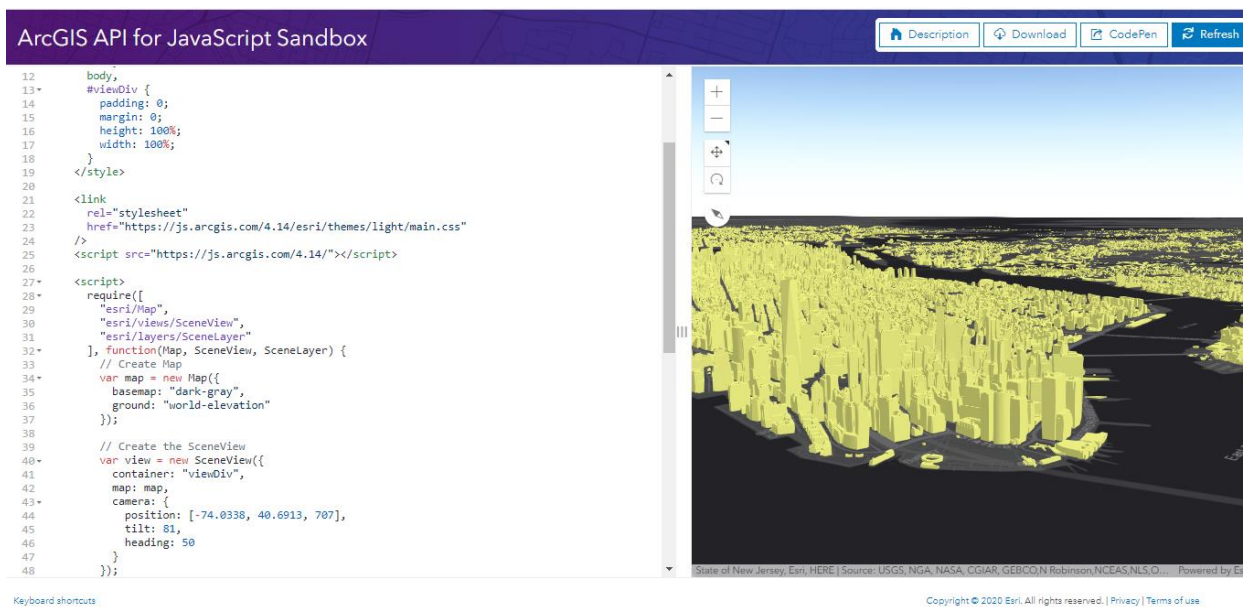 ArcGIS API for JavaScript Sandbox
Description
Download
CodePen
Refresh
12 body,
13 #viewDiv {
14 padding: 0;
15 margin: 0;
16 height: 100%;
17 width: 100%;
18 }
19 </style>
20
21 <link
22 rel="stylesheet"
23 href="https://js.arcgis.com/4.14/esri/themes/light/main.css"
24 />
25 <script src="https://js.arcgis.com/4.14/"></script>
26
27 <script>
28 require([
29 "esri/Map",
30 "esri/views/SceneView",
31 "esri/layers/SceneLayer"
32 ], function(Map, SceneView, SceneLayer) {
33 // Create Map
34 var map = new Map({
35 basemap: "dark-gray",
36 ground: "world-elevation"
37 });
38
39 // Create the SceneView
40 var view = new SceneView({
41 container: "viewDiv",
42 map: map,
43 camera: {
44 position: [-74.0338, 40.6913, 707],
45 tilt: 81,
46 heading: 50
47 }
48 });
State of New Jersey, Esri, HERE | Source: USGS, NGA, NASA, CGIAR, GEBCO,N Robinson,NCEAS,NLS,O... Powered by Es
Keyboard shortcuts
Copyright © 2020 Esri. All rights reserved. | Privacy | Terms of use